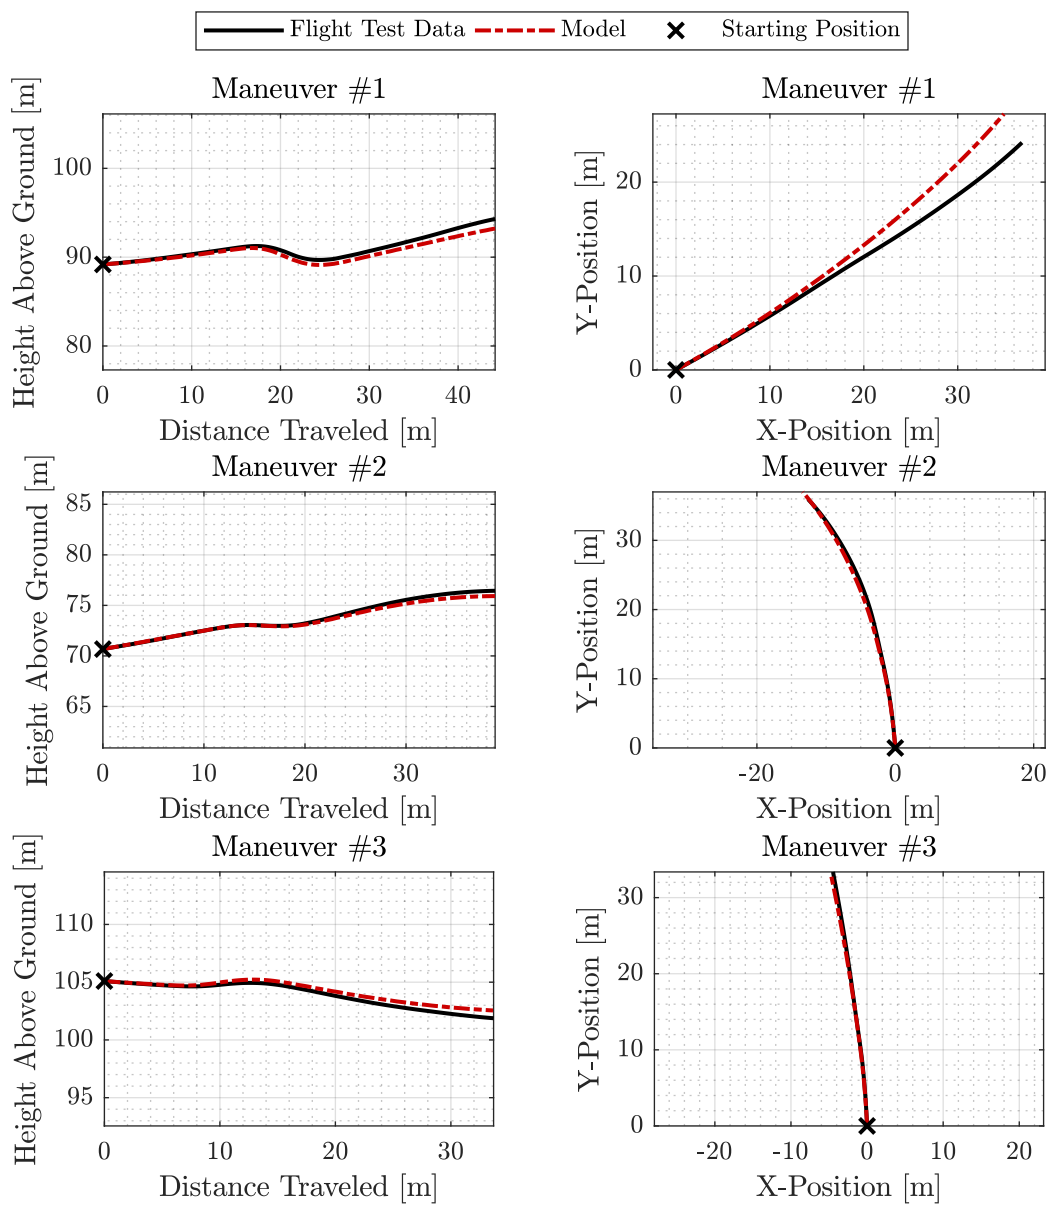 Flight Test Data Model Starting Position
Maneuver #1
Height Above Ground [m]
100
90
80
0 10 20 30 40
Distance Traveled [m]
Maneuver #1
Y-Position [m]
20
10
0
0 10 20 30
X-Position [m]
Maneuver #2
Height Above Ground [m]
85
80
75
70
65
0 10 20 30
Distance Traveled [m]
Maneuver #2
Y-Position [m]
30
20
10
0
-20 0 20
X-Position [m]
Maneuver #3
Height Above Ground [m]
110
105
100
95
0 10 20 30
Distance Traveled [m]
Maneuver #3
Y-Position [m]
30
20
10
0
-20 -10 0 10 20
X-Position [m]